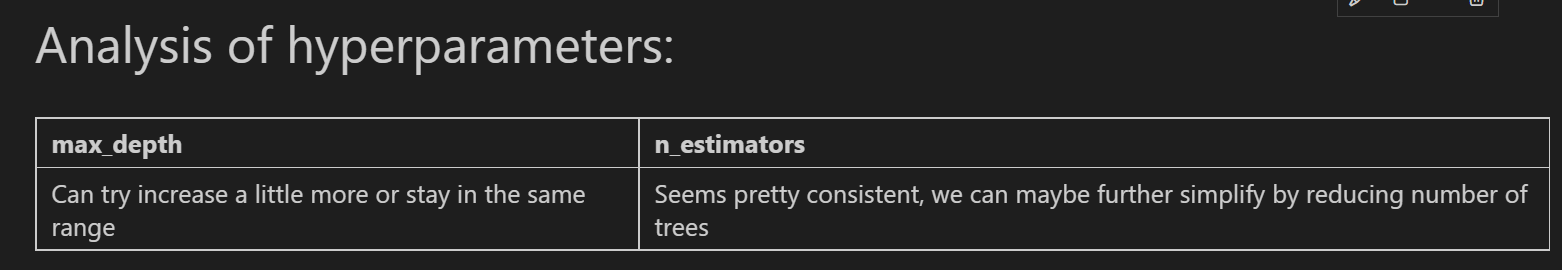 Analysis of hyperparameters:
max_depth
n_estimators
Can try increase a little more or stay in the same
range
Seems pretty consistent, we can maybe further simplify by reducing number of
trees